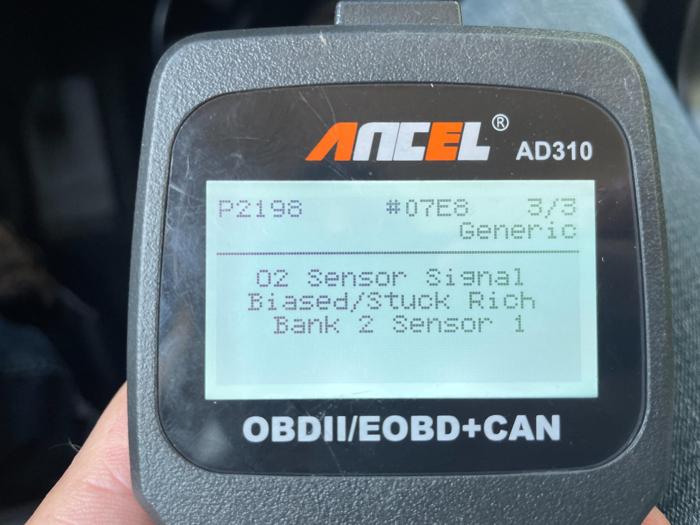 ANCEL® AD310
P2198 #07E8 3/3
Generic
O2 Sensor Signal
Biased/Stuck Rich
Bank 2 Sensor 1
OBDII/EOBD+CAN